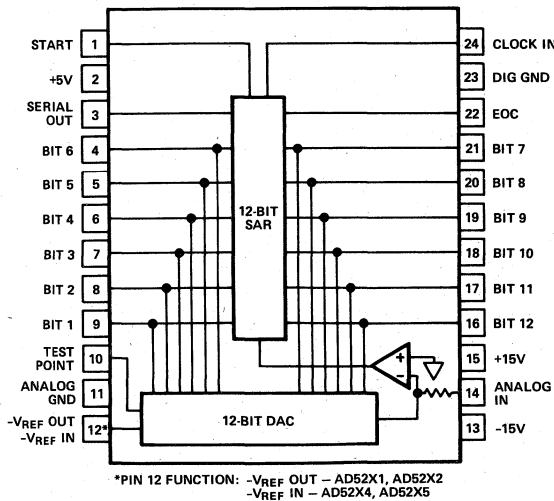 START 1
24 CLOCK IN
+5V 2
23 DIG GND
SERIAL
OUT 3
22 EOC
BIT 6 4
21 BIT 7
BIT 5 5
20 BIT 8
BIT 4 6
12-BIT
SAR
19 BIT 9
BIT 3 7
18 BIT 10
BIT 2 8
17 BIT 11
BIT 1 9
16 BIT 12
TEST
POINT 10
+
−
15 +15V
ANALOG
GND 11
14 ANALOG
IN
-VREF OUT
-VREF IN 12*
12-BIT DAC
13 -15V
*PIN 12 FUNCTION: -VREF OUT – AD52X1, AD52X2
-VREF IN – AD52X4, AD52X5